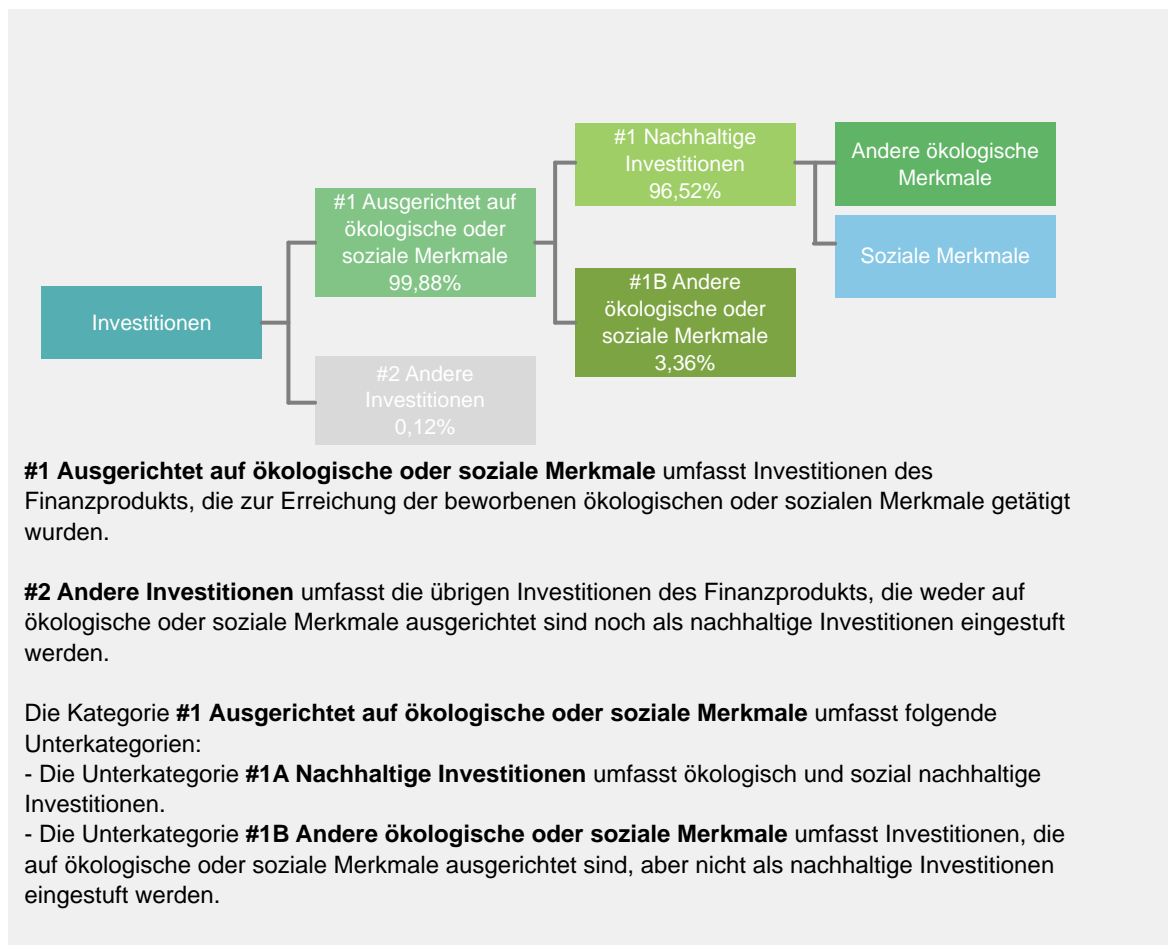 #1 Nachhaltige
Investitionen
96,52%
Andere ökologische
Merkmale
#1 Ausgerichtet auf
ökologische oder
soziale Merkmale
99,88%
Soziale Merkmale
#1B Andere
ökologische oder
soziale Merkmale
3,36%
Investitionen
#2 Andere
Investitionen
0,12%
#1 Ausgerichtet auf ökologische oder soziale Merkmale umfasst Investitionen des
Finanzprodukts, die zur Erreichung der beworbenen ökologischen oder sozialen Merkmale getätigt
wurden.
#2 Andere Investitionen umfasst die übrigen Investitionen des Finanzprodukts, die weder auf
ökologische oder soziale Merkmale ausgerichtet sind noch als nachhaltige Investitionen eingestuft
werden.
Die Kategorie #1 Ausgerichtet auf ökologische oder soziale Merkmale umfasst folgende
Unterkategorien:
- Die Unterkategorie #1A Nachhaltige Investitionen umfasst ökologisch und sozial nachhaltige
Investitionen.
- Die Unterkategorie #1B Andere ökologische oder soziale Merkmale umfasst Investitionen, die
auf ökologische oder soziale Merkmale ausgerichtet sind, aber nicht als nachhaltige Investitionen
eingestuft werden.